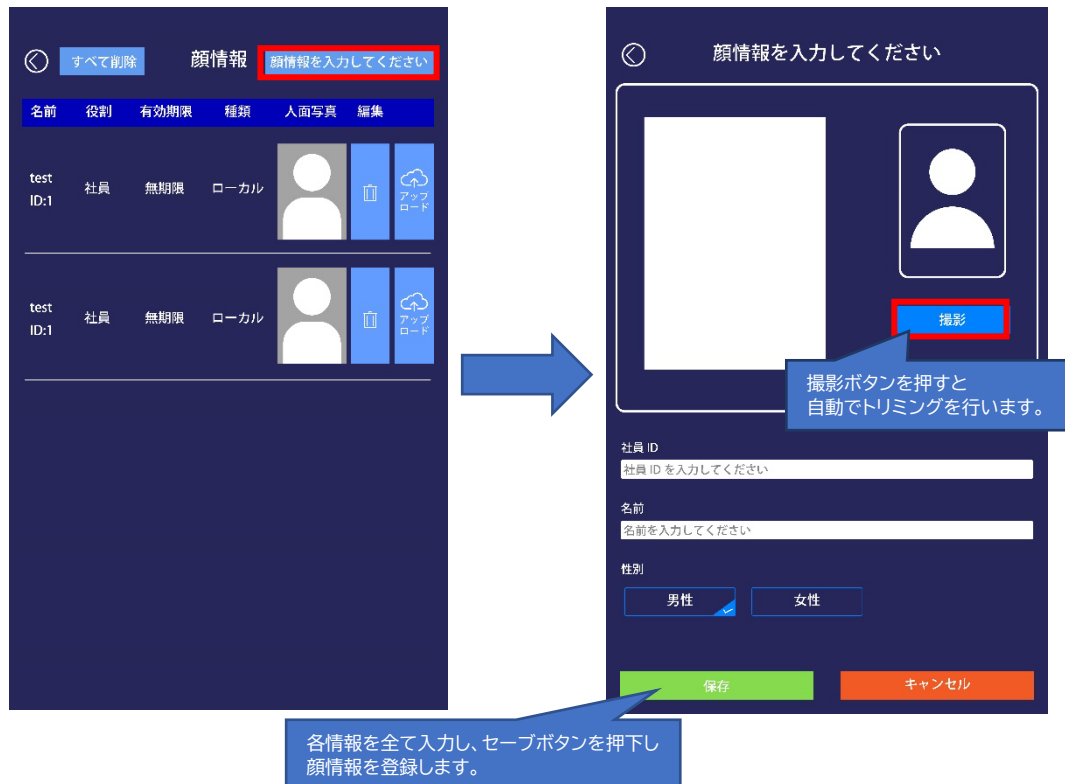 すべて削除 顔情報 顔情報を入力してください
名前 役割 有効期限 種類 人面写真 編集
test
ID:1
社員 無期限 ローカル
アップ
ロード
test
ID:1
社員 無期限 ローカル
アップ
ロード
顔情報を入力してください
撮影
撮影ボタンを押すと
自動でトリミングを行います。
社員 ID
社員 ID を入力してください
名前
名前を入力してください
性別
男性 女性
保存 キャンセル
各情報を全て入力し、セーブボタンを押下し
顔情報を登録します。